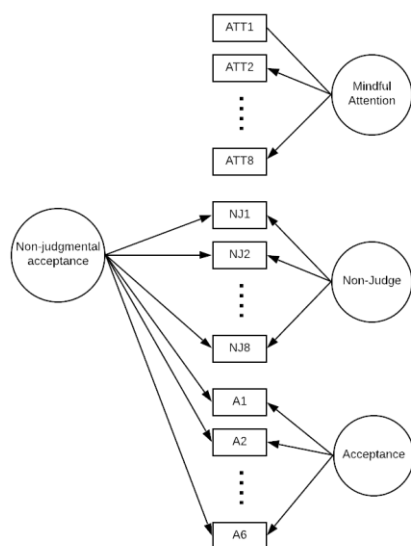 ATT1
ATT2
Mindful
Attention
ATT8
Non-judgmental
acceptance
NJ1
NJ2
Non-Judge
NJ8
A1
A2
Acceptance
A6